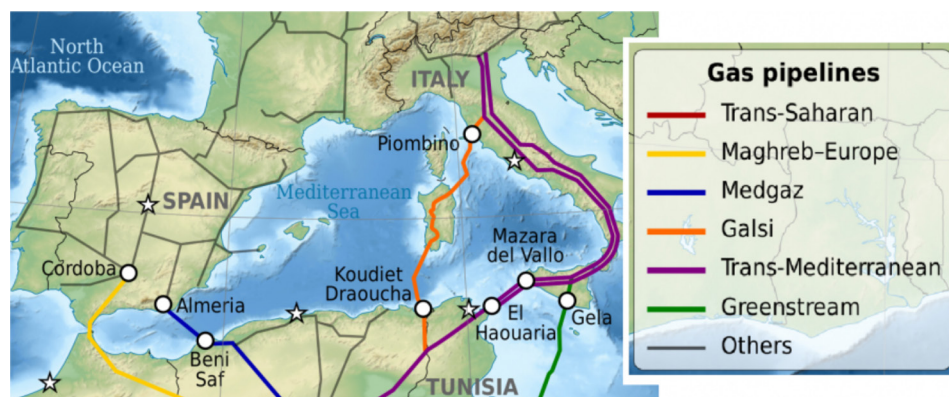 North
Atlantic Ocean
ITALY
Piombino
SPAIN
Mediterranean
Sea
Mazara
del Vallo
Cordoba
Koudiet
Draoucha
Almeria
El
Haouaria
Gela
Beni
Saf
TUNISIA
Gas pipelines
Trans-Saharan
Maghreb–Europe
Medgaz
Galsi
Trans-Mediterranean
Greenstream
Others